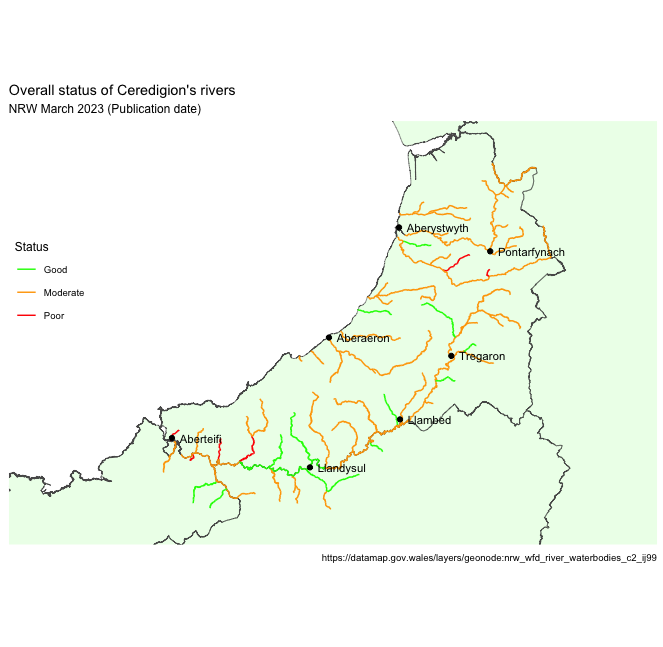 Overall status of Ceredigion's rivers
NRW March 2023 (Publication date)
Status
Good
Moderate
Poor
Aberystwyth
Pontarfynach
Aberaeron
Tregaron
Llambed
Aberteifi
Llandysul
https://datamap.gov.wales/layers/geonode:nrw_wfd_river_waterbodies_c2_ij99